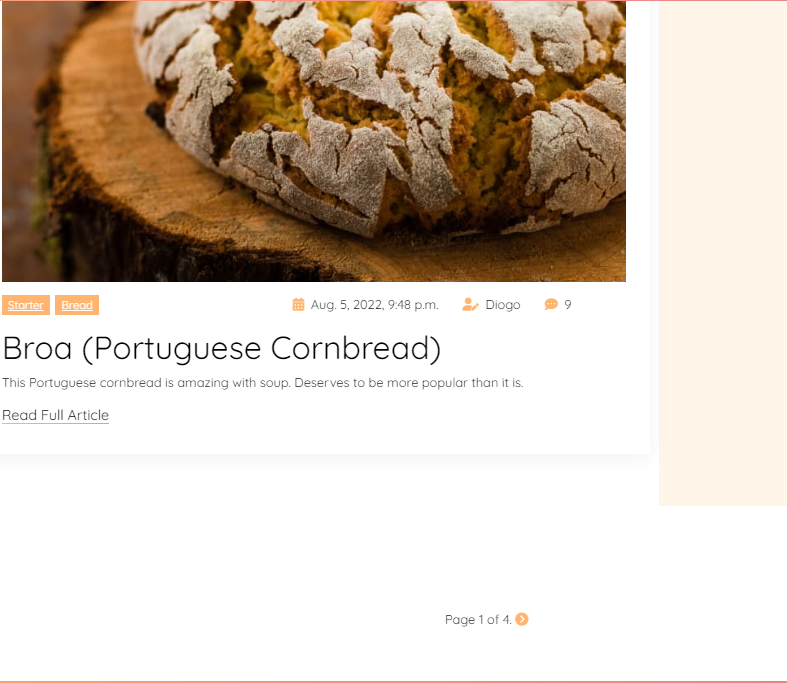 Starter Bread Aug. 5, 2022, 9:48 p.m. Diogo 9
Broa (Portuguese Cornbread)
This Portuguese cornbread is amazing with soup. Deserves to be more popular than it is.
Read Full Article
Page 1 of 4.